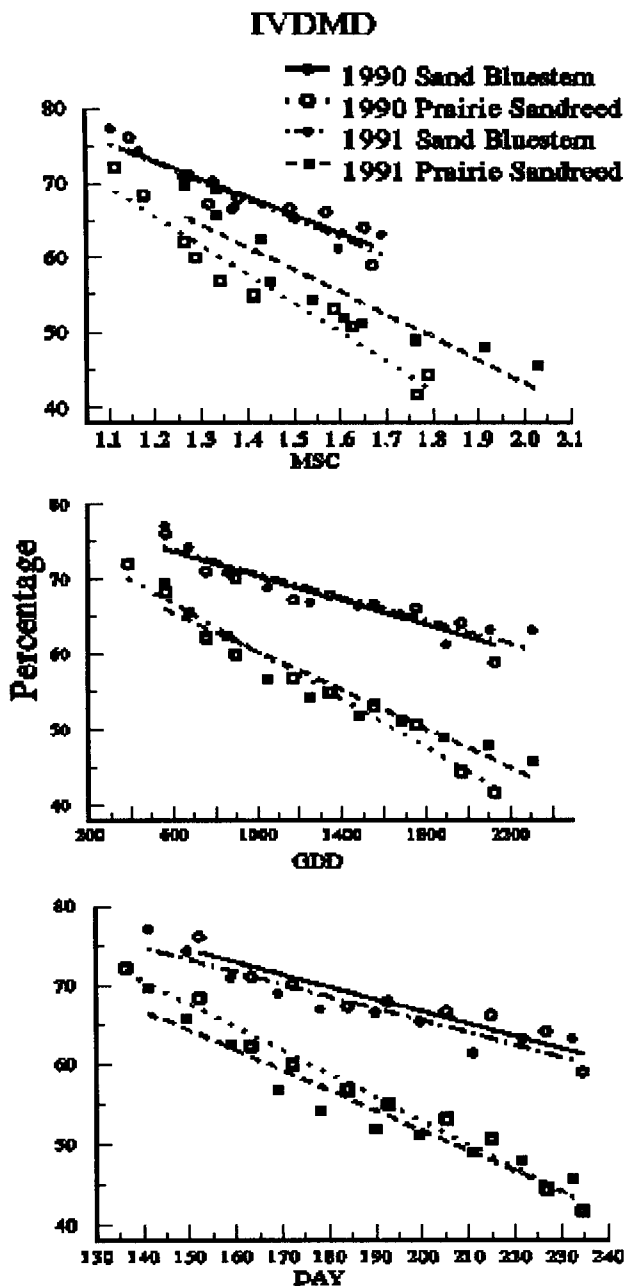 IVDMD
1990 Sand Bluestem
1990 Prairie Sandreed
1991 Sand Bluestem
1991 Prairie Sandreed
80
70
60
50
40
1.1 1.2 1.3 1.4 1.5 1.6 1.7 1.8 1.9 2.0 2.1
MSC
Percentage
80
70
60
50
40
200 600 1000 1400 1800 2200
GDD
80
70
60
50
40
130 140 150 160 170 180 190 200 210 220 230 240
DAY